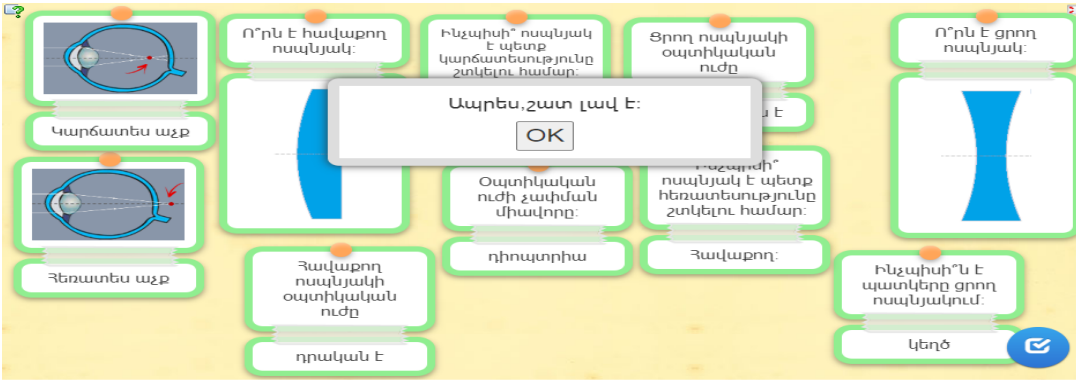 Կարճատես աչք
Հեռատես աչք
Ո՞րն է հավաքող
ոսպնյակ:
Հավաքող
ոսպնյակի
օպտիկական
ուժը
դրական է
Ինչպիսի՞ ոսպնյակ
է պետք
կարճատեսությունը
շտկելու համար:
Ապրես,շատ լավ է:
OK
Օպտիկական
ուժի չափման
միավորը:
դիոպտրիա
Ցրող ոսպնյակի
օպտիկական
ուժը
Ինչպիսի՞
ոսպնյակ է պետք
հեռատեսությունը
շտկելու համար:
Հավաքող:
Ո՞րն է ցրող
ոսպնյակ:
Ինչպիսի՞ն է
պատկերը ցրող
ոսպնյակում:
կեղծ